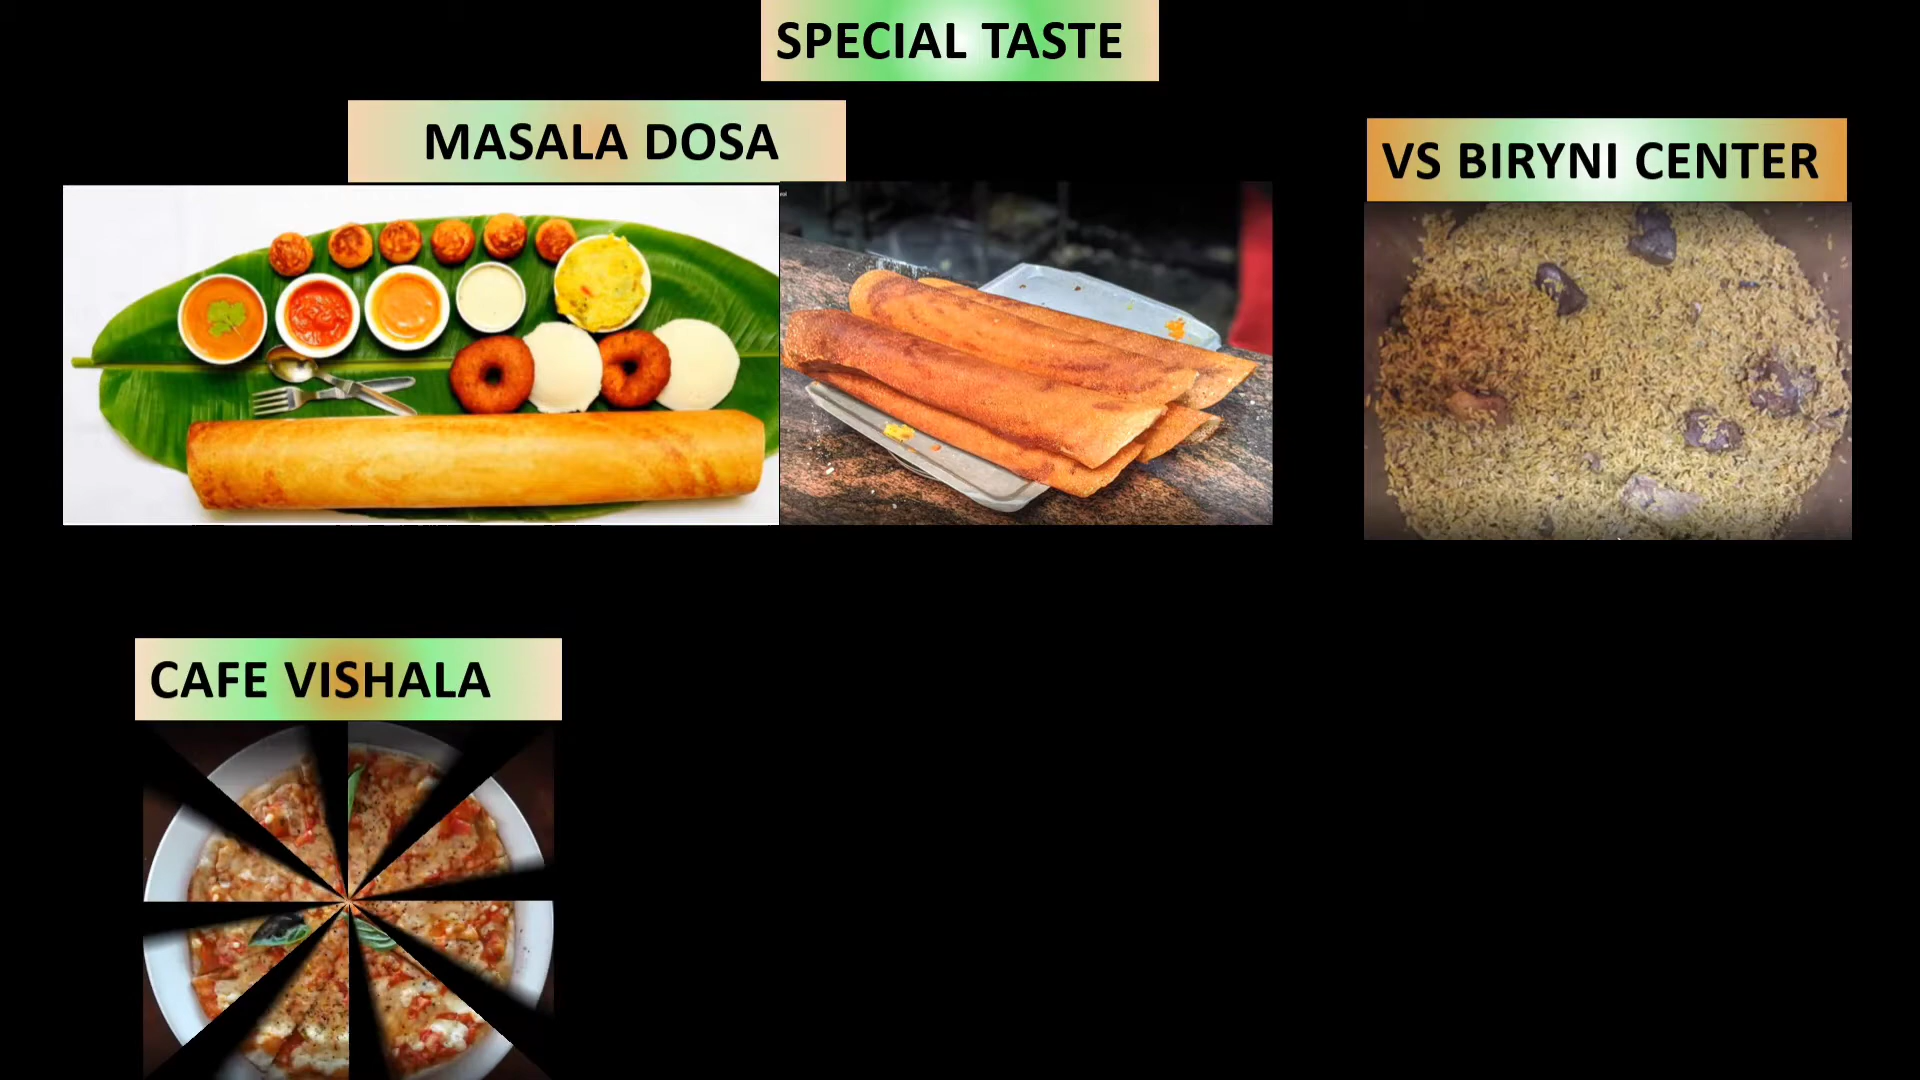 SPECIAL TASTE
MASALA DOSA
VS BIRYNI CENTER
CAFE VISHALA